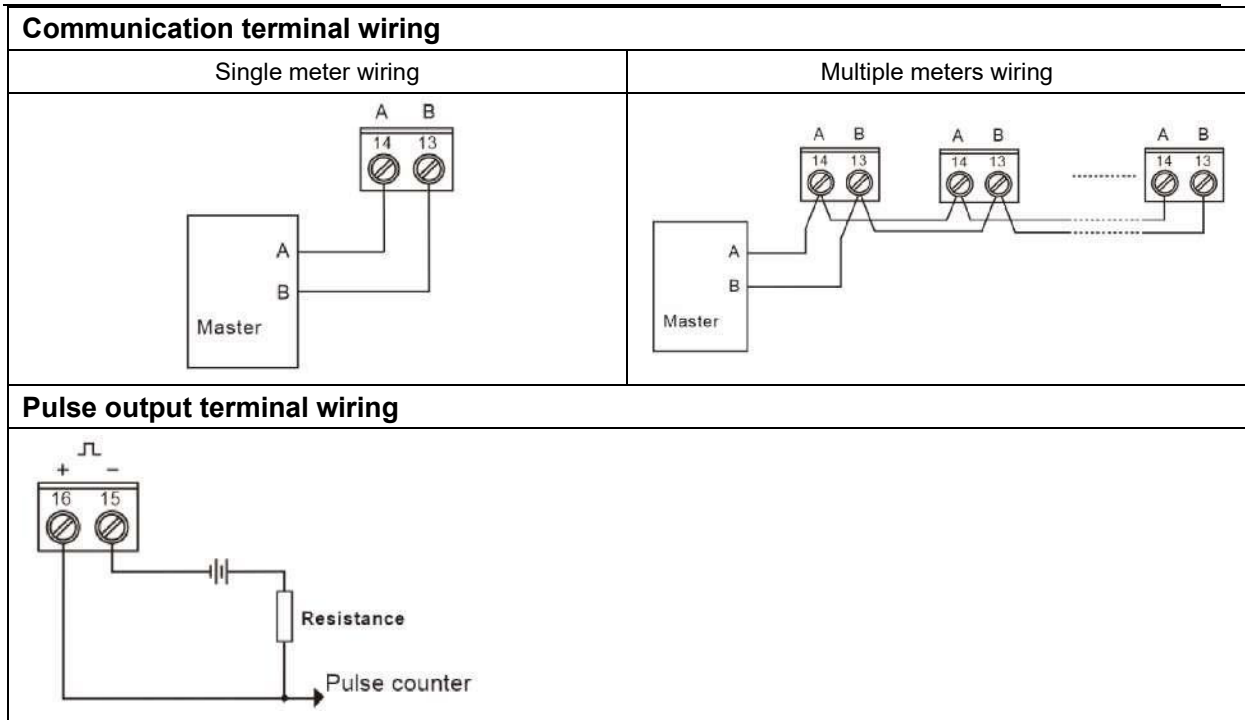 Communication terminal wiring
Single meter wiring
Multiple meters wiring
A B
14 13
A
B
Master
A B
14 13
A B
14 13
A B
14 13
A
B
Master
Pulse output terminal wiring
+ −
16 15
Resistance
Pulse counter